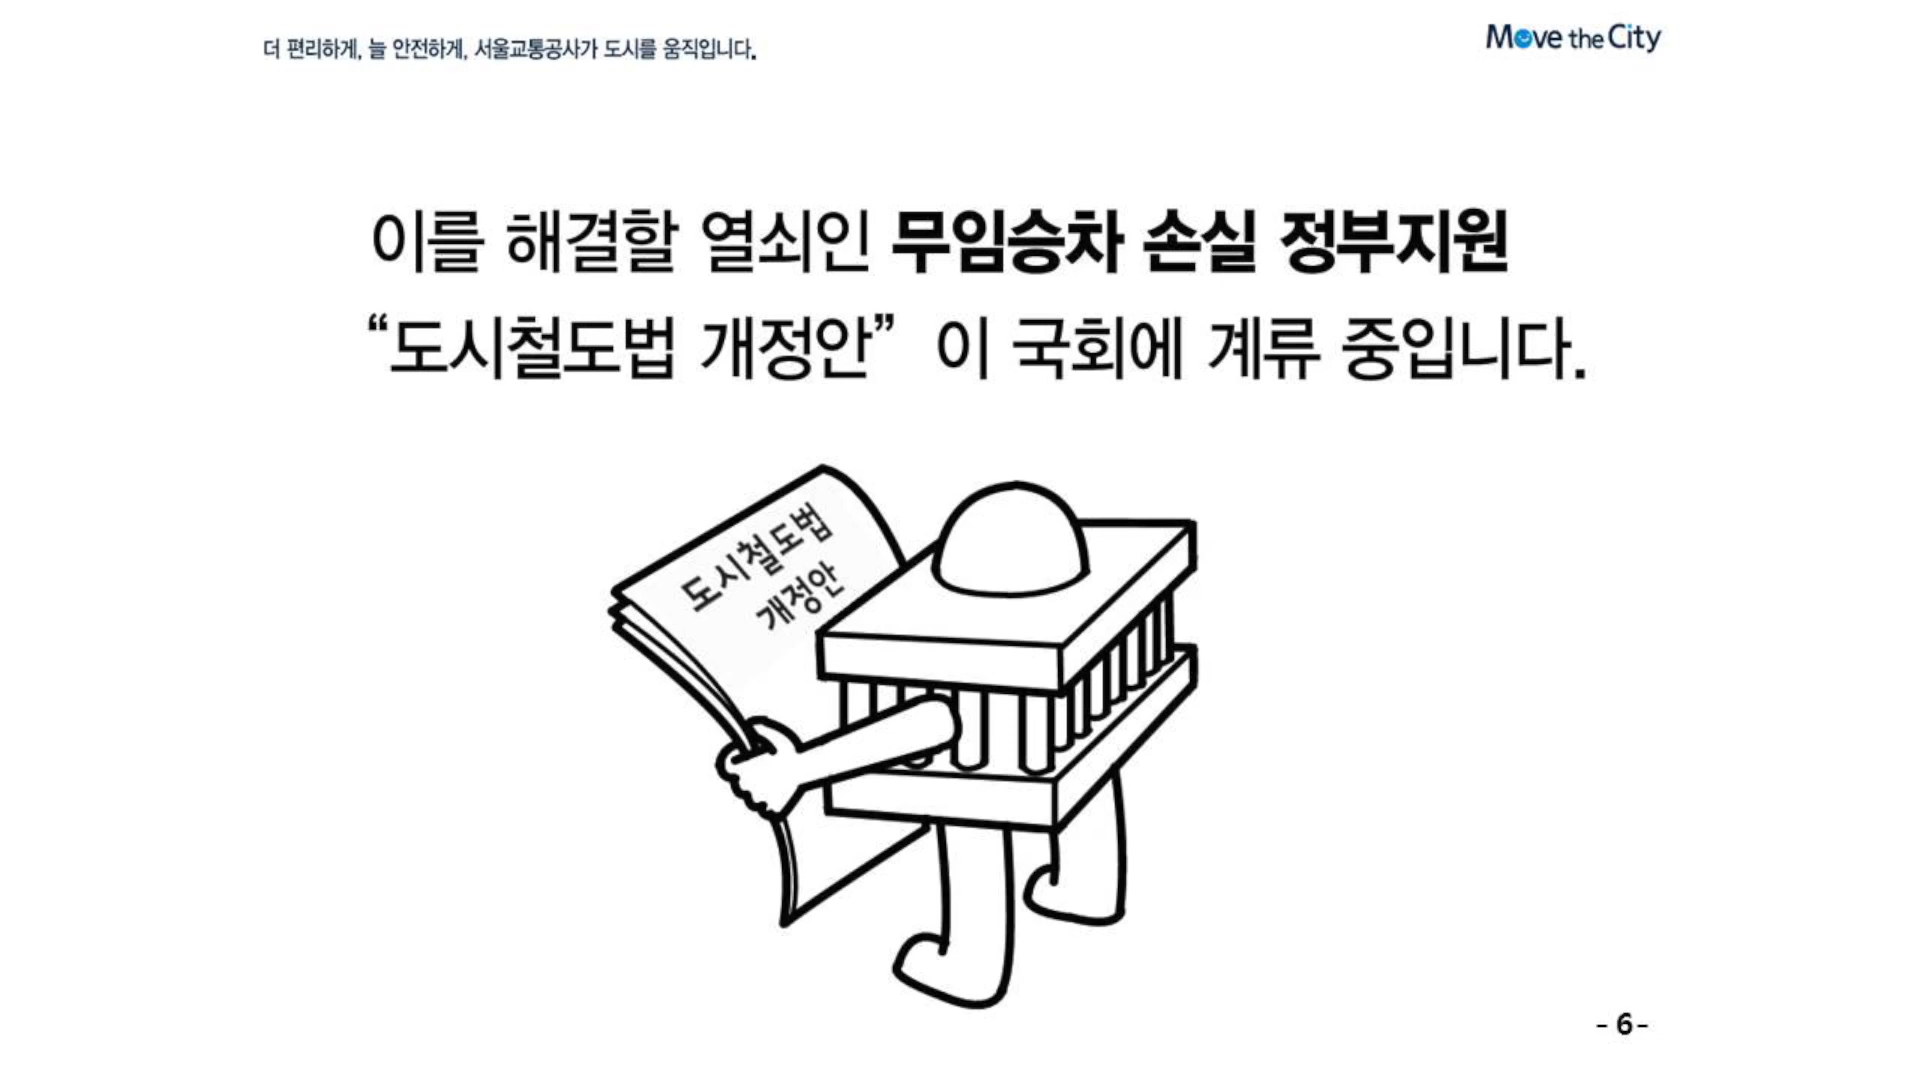 더 편리하게, 늘 안전하게, 서울교통공사가 도시를 움직입니다.
Move the City
이를 해결할 열쇠인 무임승차 손실 정부지원
“도시철도법 개정안” 이 국회에 계류 중입니다.
도시철도법
개정안
- 6-